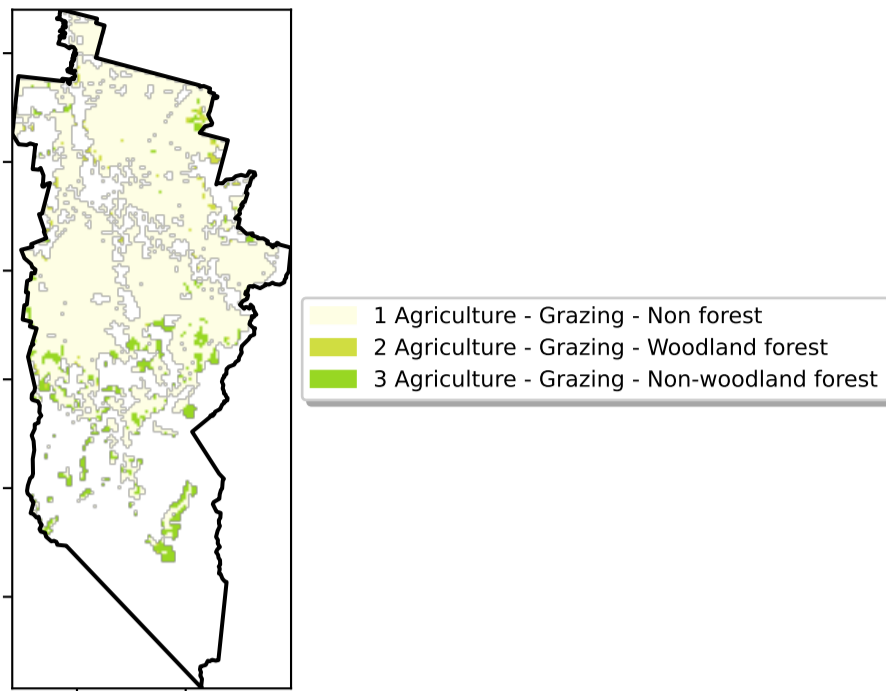 1 Agriculture - Grazing - Non forest
2 Agriculture - Grazing - Woodland forest
3 Agriculture - Grazing - Non-woodland forest